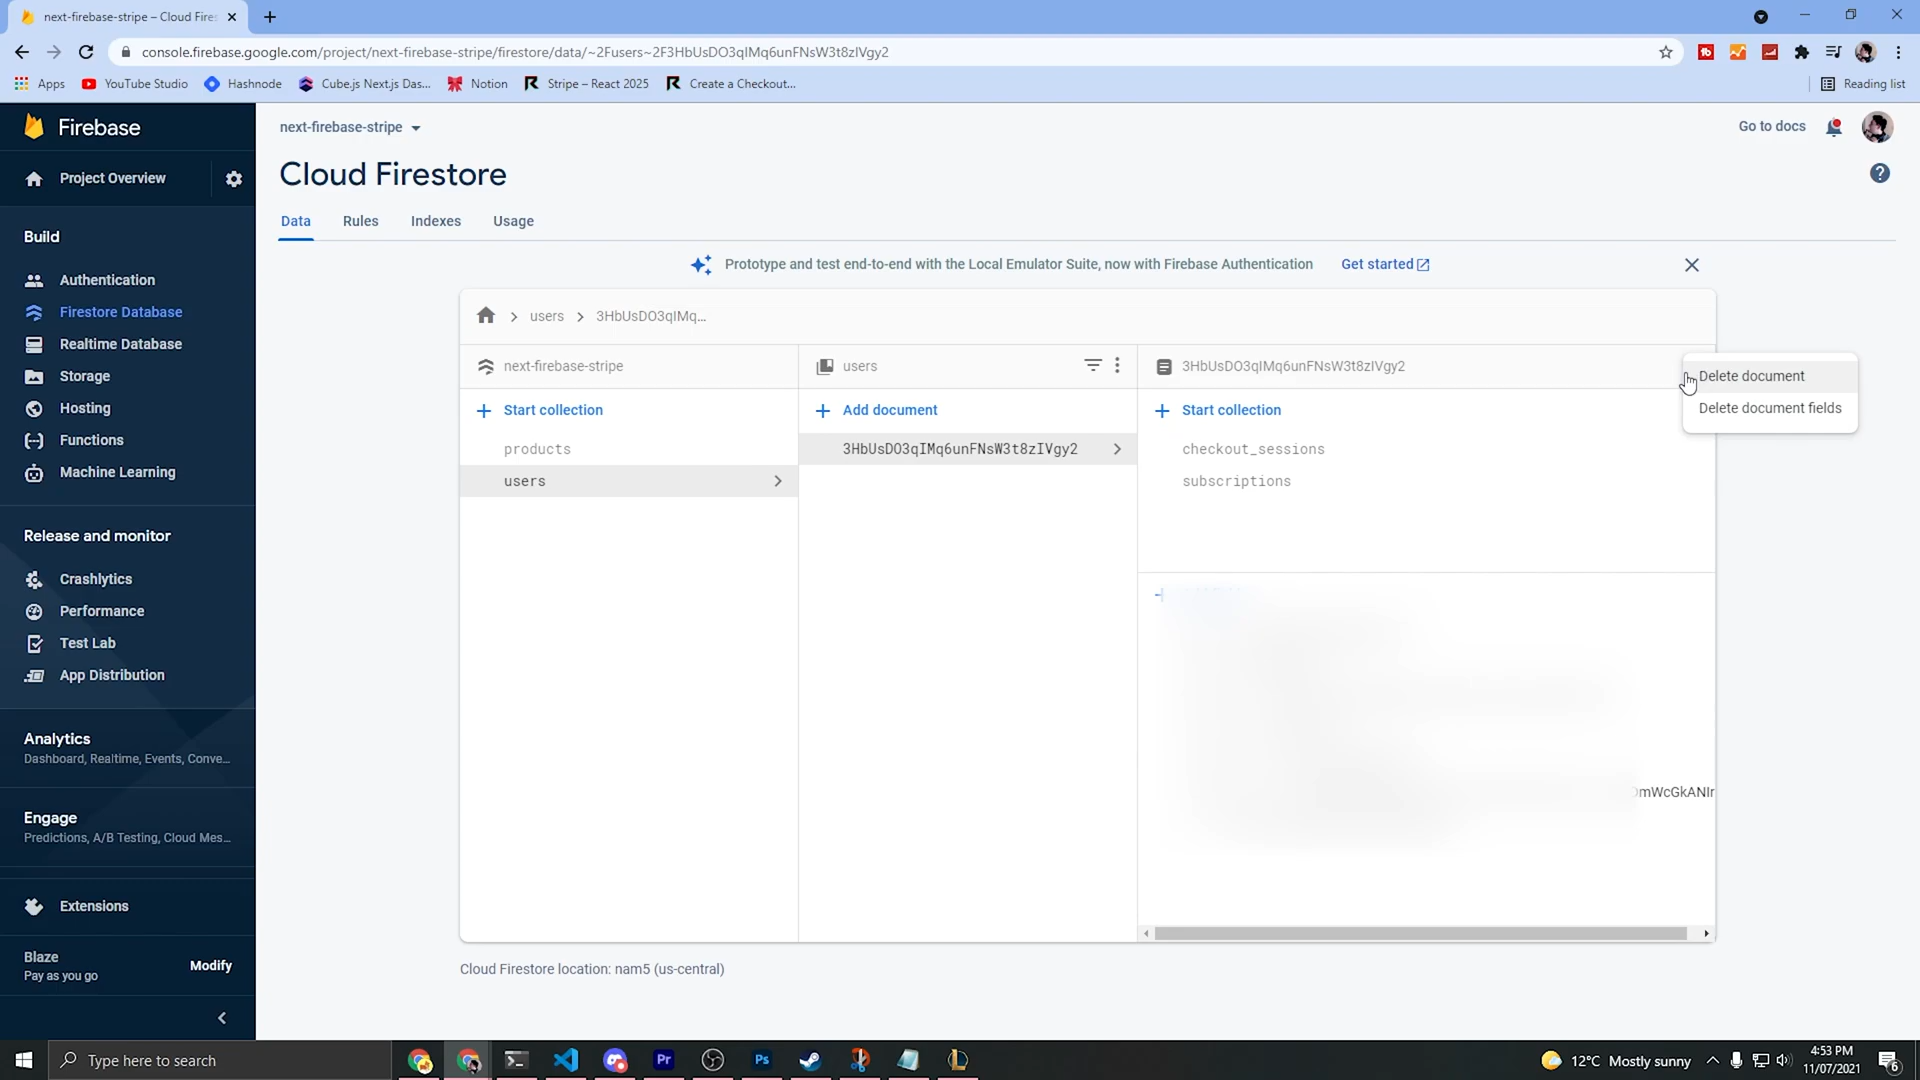 next-firebase-stripe – Cloud Fires
console.firebase.google.com/project/next-firebase-stripe/firestore/data/~2Fusers~2F3HbUsDO3qIMq6unFNsW3t8zIVgy2
Apps
YouTube Studio
Hashnode
Cube.js Next.js Das...
Notion
Stripe – React 2025
Create a Checkout...
Reading list
Firebase
next-firebase-stripe
Go to docs
Project Overview
Cloud Firestore
Data
Rules
Indexes
Usage
Build
Authentication
Firestore Database
Realtime Database
Storage
Hosting
Functions
Machine Learning
Release and monitor
Crashlytics
Performance
Test Lab
App Distribution
Analytics
Dashboard, Realtime, Events, Conve...
Engage
Predictions, A/B Testing, Cloud Mes...
Extensions
Blaze
Pay as you go
Modify
Prototype and test end-to-end with the Local Emulator Suite, now with Firebase Authentication
Get started
users
3HbUsDO3qIMq...
next-firebase-stripe
Start collection
products
users
users
Add document
3HbUsDO3qIMq6unFNsW3t8zIVgy2
3HbUsDO3qIMq6unFNsW3t8zIVgy2
Start collection
checkout_sessions
subscriptions
Delete document
Delete document fields
Cloud Firestore location: nam5 (us-central)
Type here to search
Pr
Ps
12°C Mostly sunny
4:53 PM
11/07/2021
6